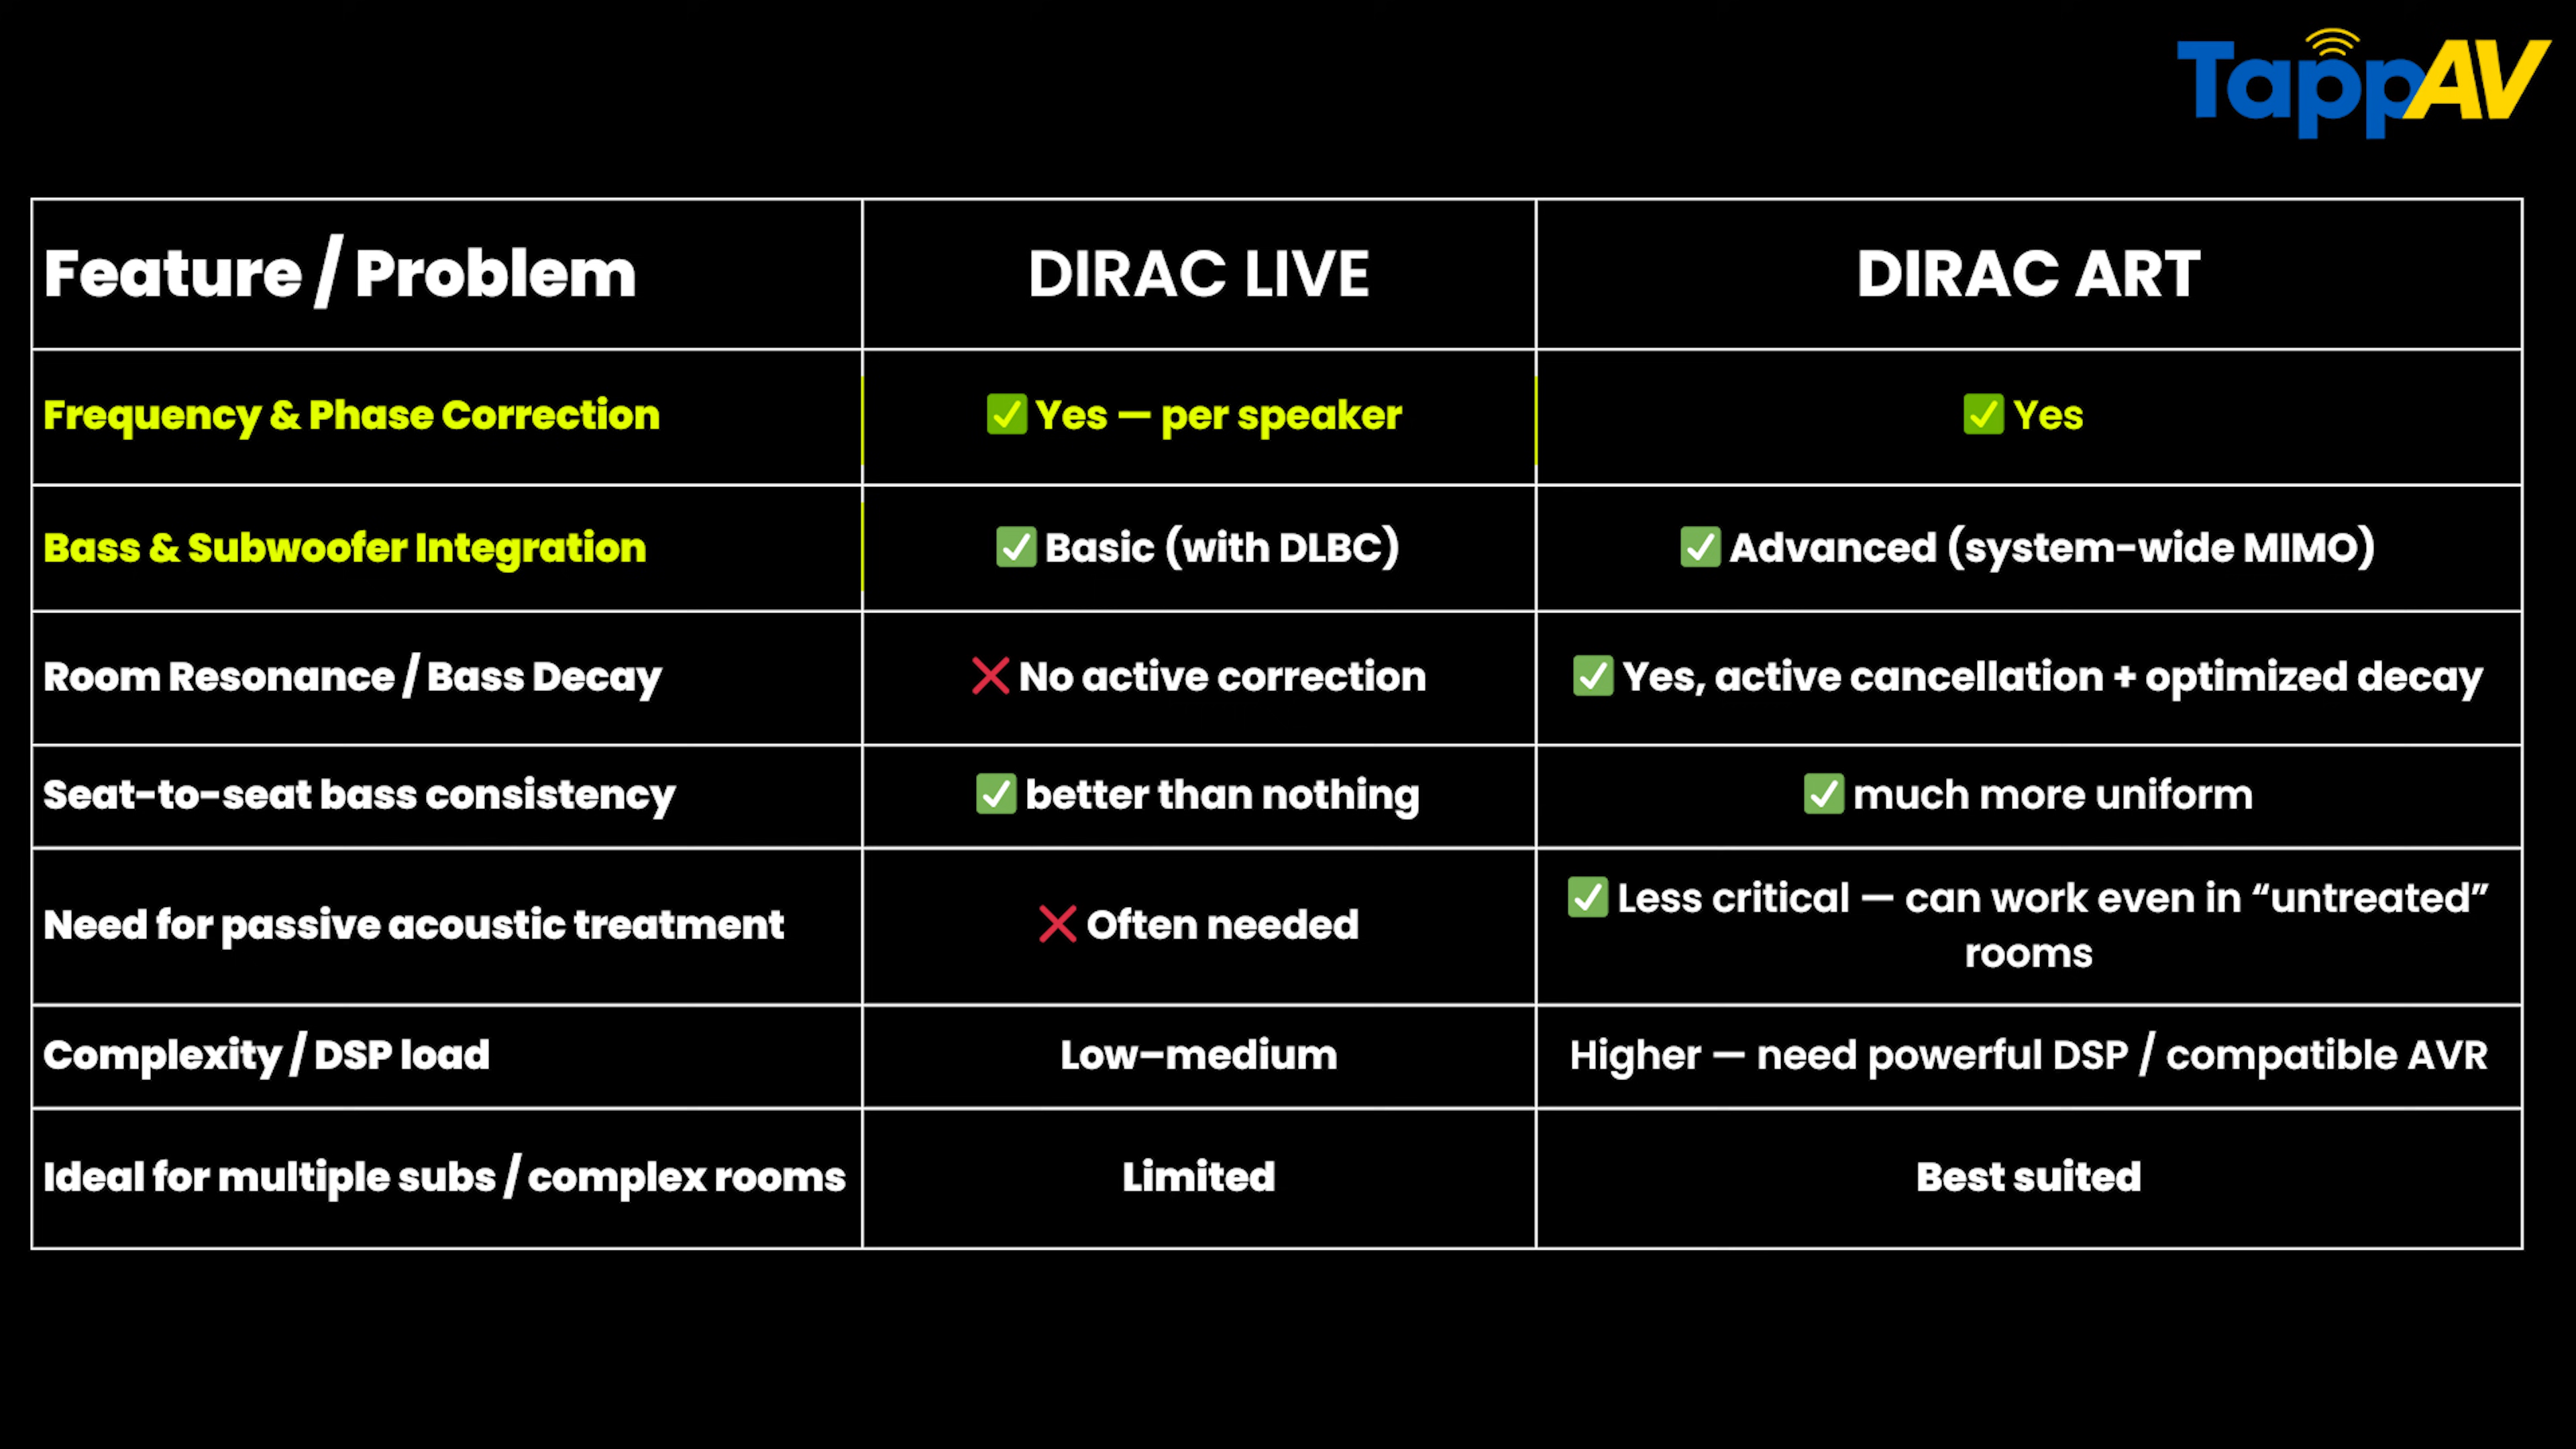 TappAV
Feature / Problem
DIRAC LIVE
DIRAC ART
Frequency & Phase Correction
✅ Yes — per speaker
✅ Yes
Bass & Subwoofer Integration
✅ Basic (with DLBC)
✅ Advanced (system-wide MIMO)
Room Resonance / Bass Decay
❌ No active correction
✅ Yes, active cancellation + optimized decay
Seat-to-seat bass consistency
✅ better than nothing
✅ much more uniform
Need for passive acoustic treatment
❌ Often needed
✅ Less critical — can work even in “untreated”
rooms
Complexity / DSP load
Low–medium
Higher — need powerful DSP / compatible AVR
Ideal for multiple subs / complex rooms
Limited
Best suited